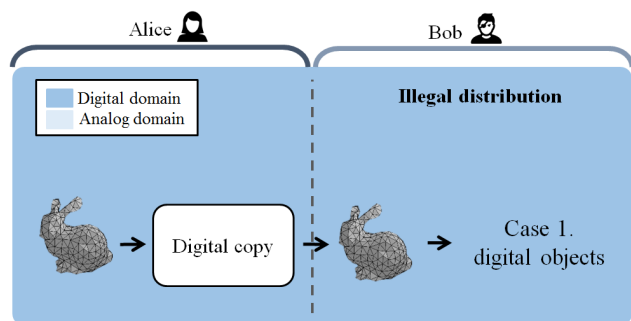 Alice
Bob
Digital domain
Analog domain
Illegal distribution
Digital copy
Case 1.
digital objects